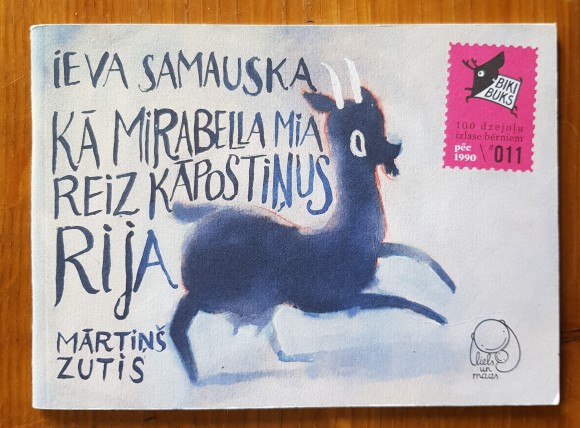 IEVA SAMAUSKA
KĀ MIRABELLA MIA
REIZ KĀPOSTIŅUS
RIJA
MĀRTIŅŠ
ZUTIS
BIKI
BUKS
100 dzejoļu
izlase bērniem
pēc
1990 \ #011
liels
un
mazs